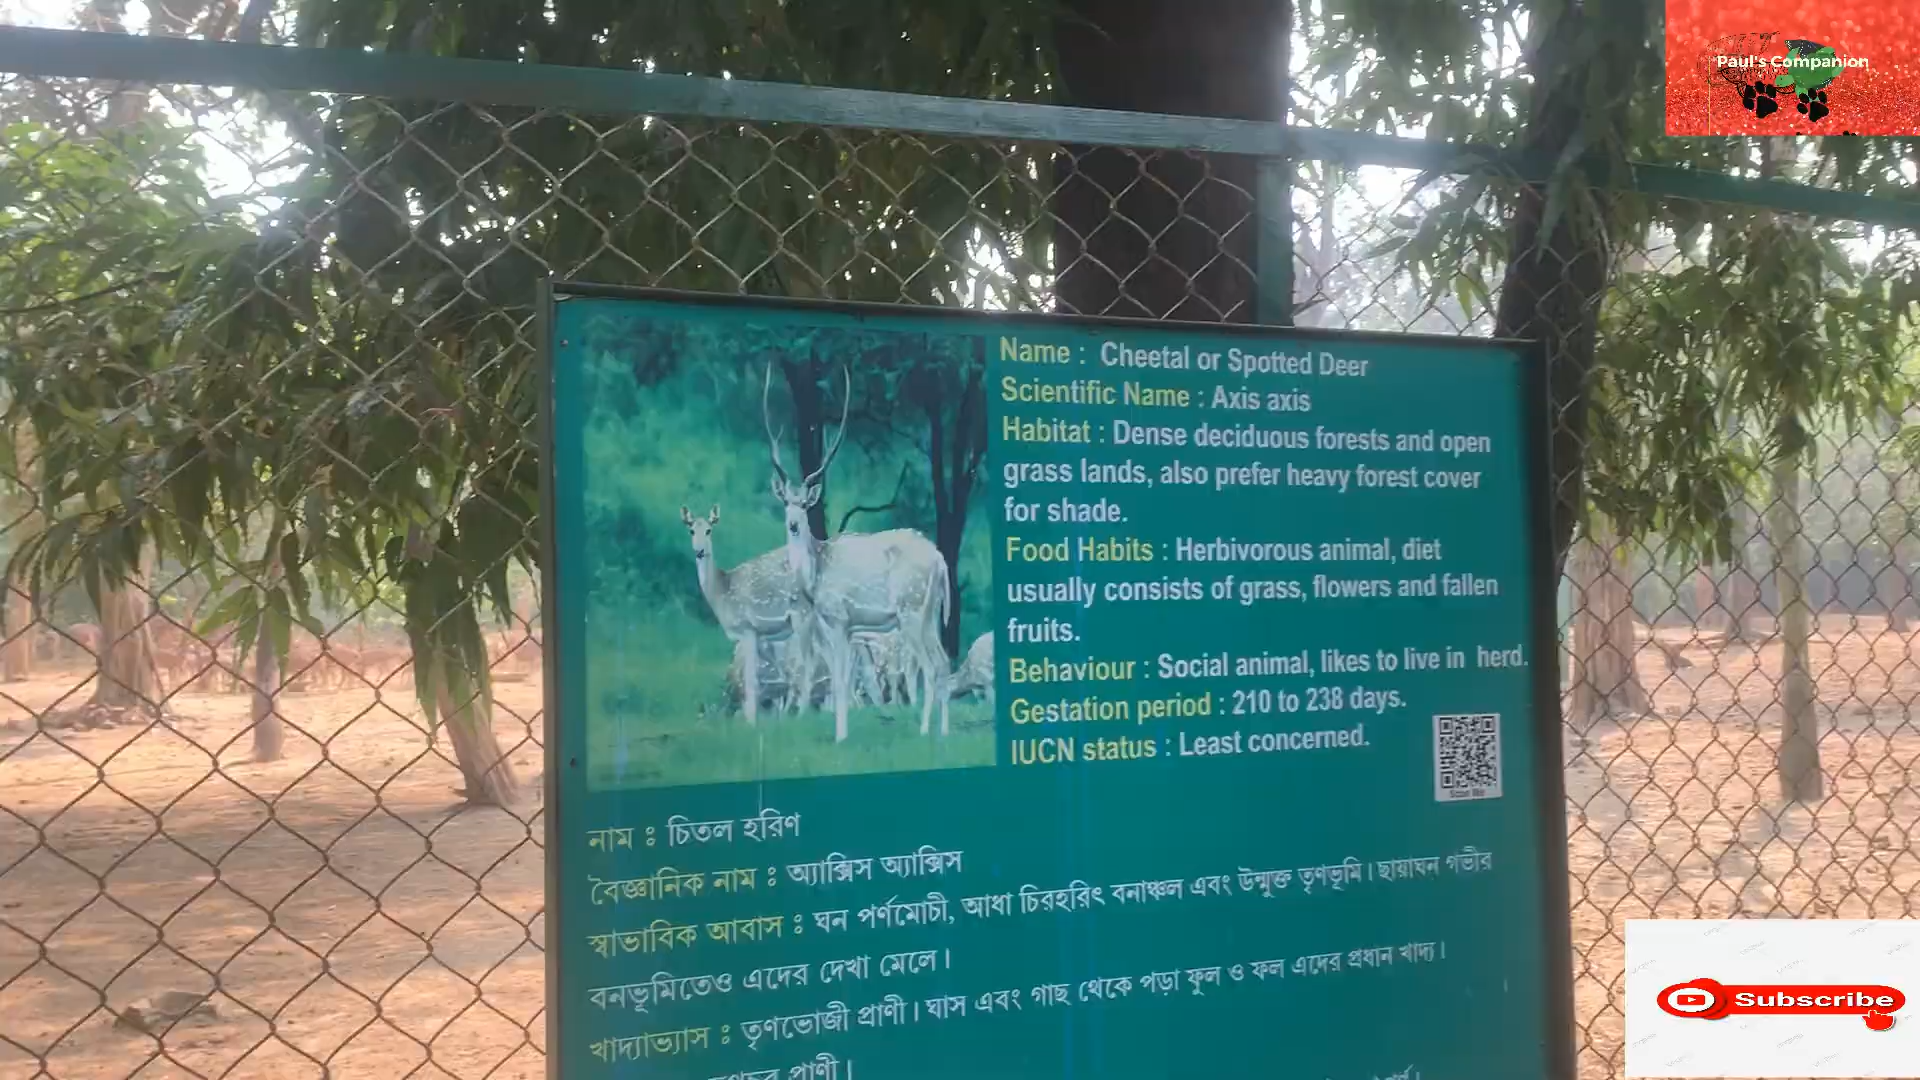 Paul's Companion
Name : Cheetal or Spotted Deer
Scientific Name : Axis axis
Habitat : Dense deciduous forests and open
grass lands, also prefer heavy forest cover
for shade.
Food Habits : Herbivorous animal, diet
usually consists of grass, flowers and fallen
fruits.
Behaviour : Social animal, likes to live in herd.
Gestation period : 210 to 238 days.
IUCN status : Least concerned.
Scan Me
নাম ঃ চিতল হরিণ
বৈজ্ঞানিক নাম ঃ অ্যাক্সিস অ্যাক্সিস
স্বাভাবিক আবাস ঃ ঘন পর্ণমোচী, আধা চিরহরিৎ বনাঞ্চল এবং উন্মুক্ত তৃণভূমি। ছায়াঘন গভীর
বনভূমিতেও এদের দেখা মেলে।
খাদ্যাভ্যাস ঃ তৃণভোজী প্রাণী। ঘাস এবং গাছ থেকে পড়া ফুল ও ফল এদের প্রধান খাদ্য।
প্রাণী।
Subscribe